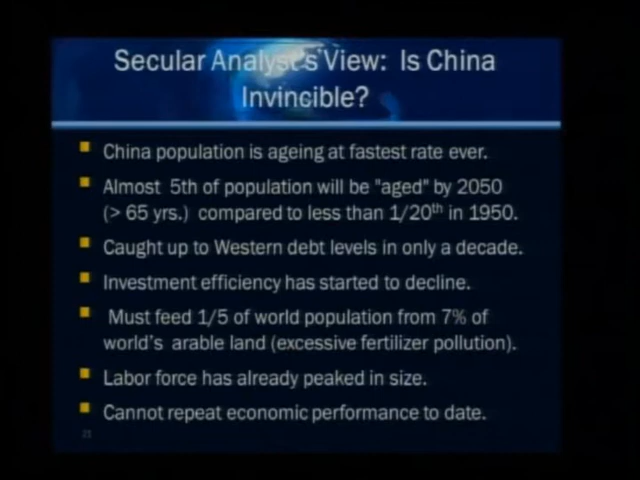 Secular Analyst's View: Is China
Invincible?
China population is ageing at fastest rate ever.
Almost 5th of population will be "aged" by 2050
(> 65 yrs.) compared to less than 1/20th in 1950.
Caught up to Western debt levels in only a decade.
Investment efficiency has started to decline.
Must feed 1/5 of world population from 7% of
world's arable land (excessive fertilizer pollution).
Labor force has already peaked in size.
Cannot repeat economic performance to date.